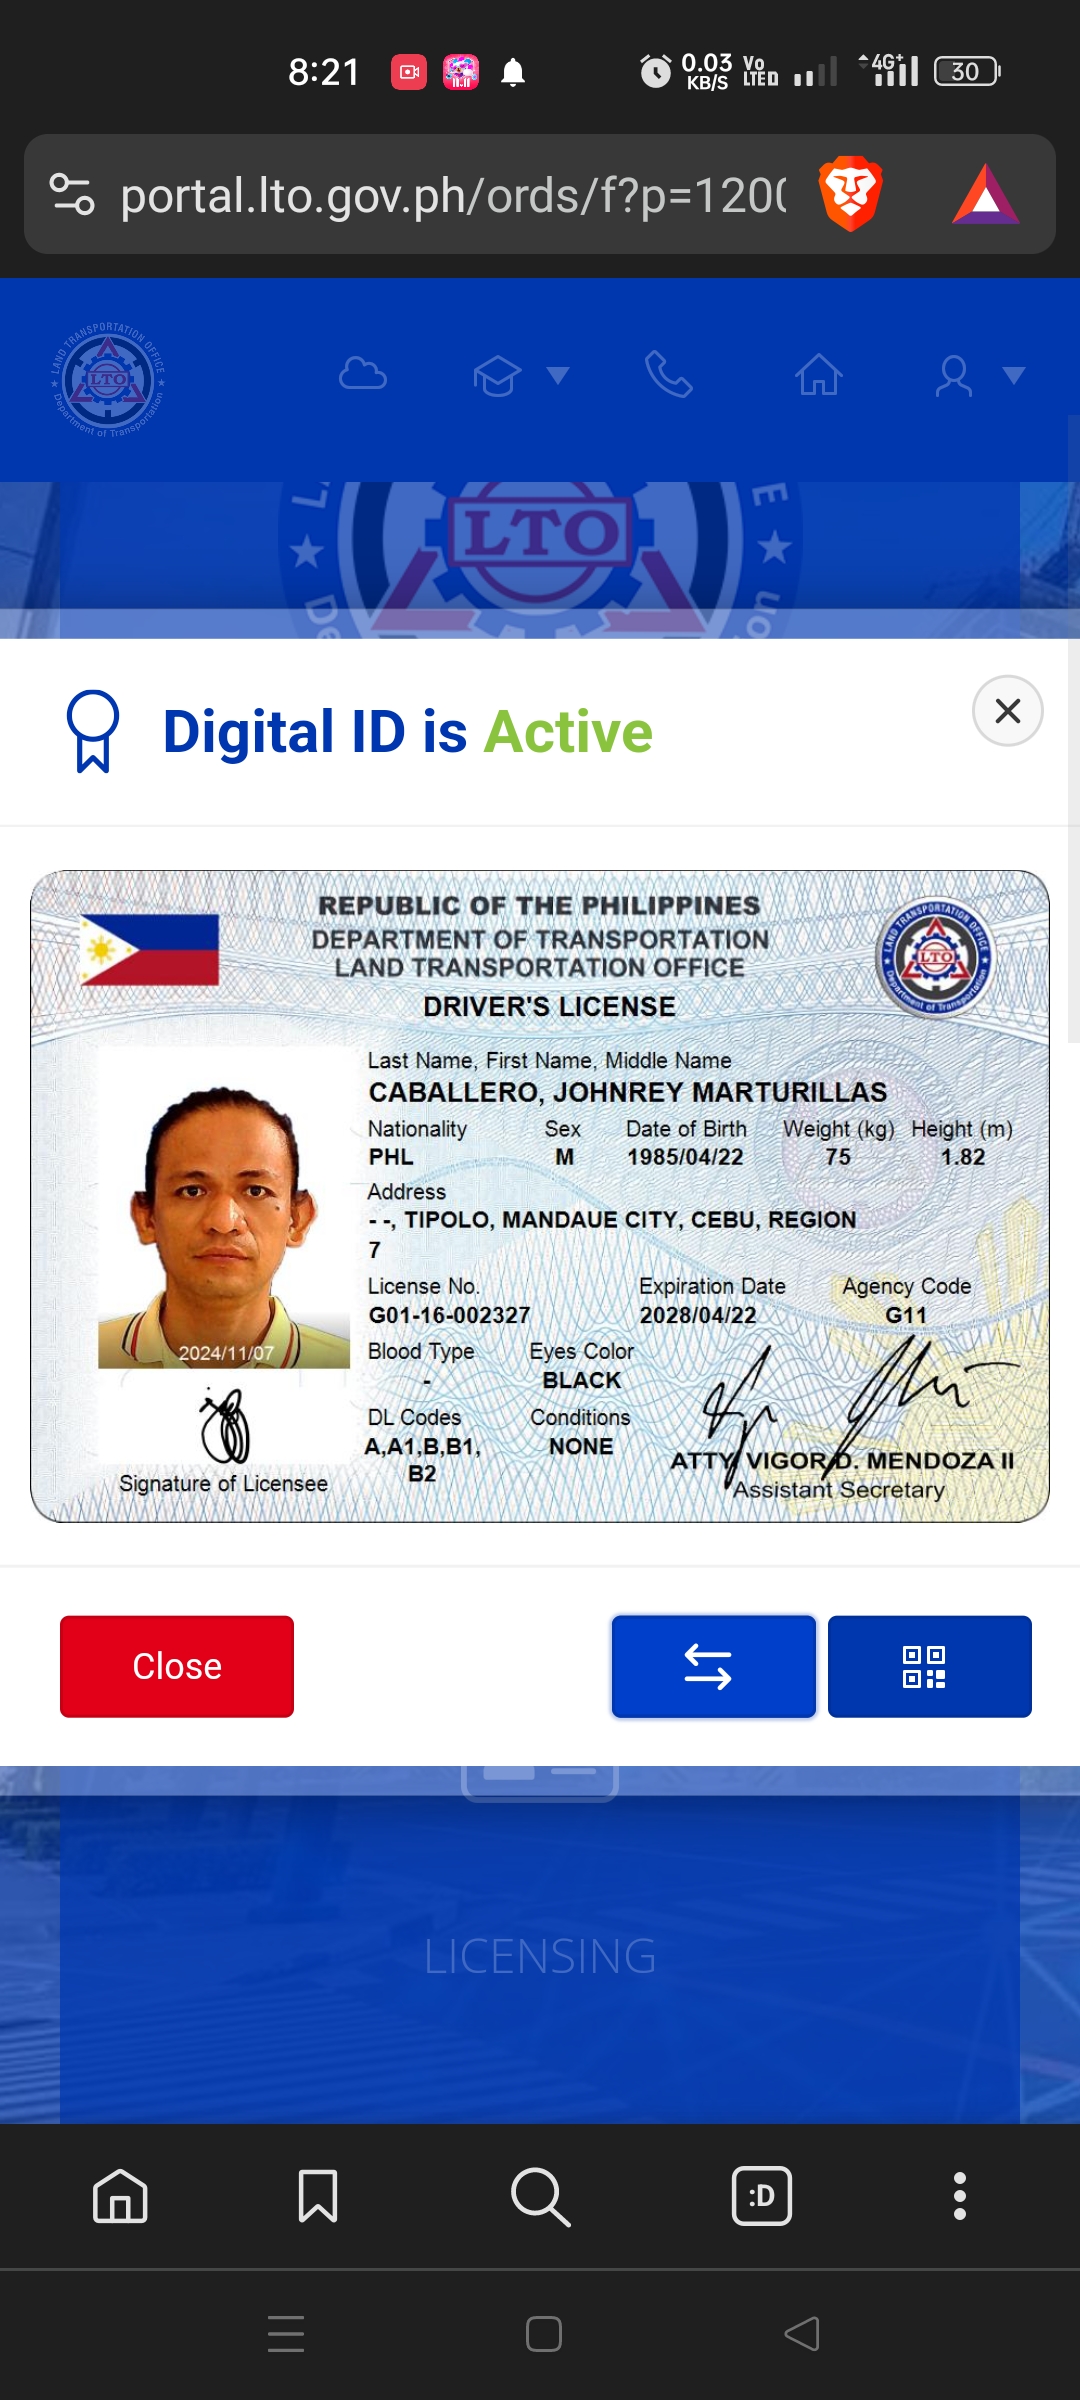 8:21
0.03 KB/S
Vo LTE
4G+
30
portal.lto.gov.ph/ords/f?p=1200
LAND TRANSPORTATION OFFICE
LTO
Department of Transportation
LTO
Digital ID is Active
REPUBLIC OF THE PHILIPPINES
DEPARTMENT OF TRANSPORTATION
LAND TRANSPORTATION OFFICE
DRIVER'S LICENSE
LAND TRANSPORTATION OFFICE
LTO
Department of Transportation
Last Name, First Name, Middle Name
CABALLERO, JOHNREY MARTURILLAS
Nationality Sex Date of Birth Weight (kg) Height (m)
PHL M 1985/04/22 75 1.82
Address
- -, TIPOLO, MANDAUE CITY, CEBU, REGION
7
License No. Expiration Date Agency Code
G01-16-002327 2028/04/22 G11
2024/11/07
Blood Type Eyes Color
- BLACK
DL Codes Conditions
A,A1,B,B1, NONE
B2
Signature of Licensee
ATTY. VIGOR D. MENDOZA II
Assistant Secretary
Close
LICENSING
:D